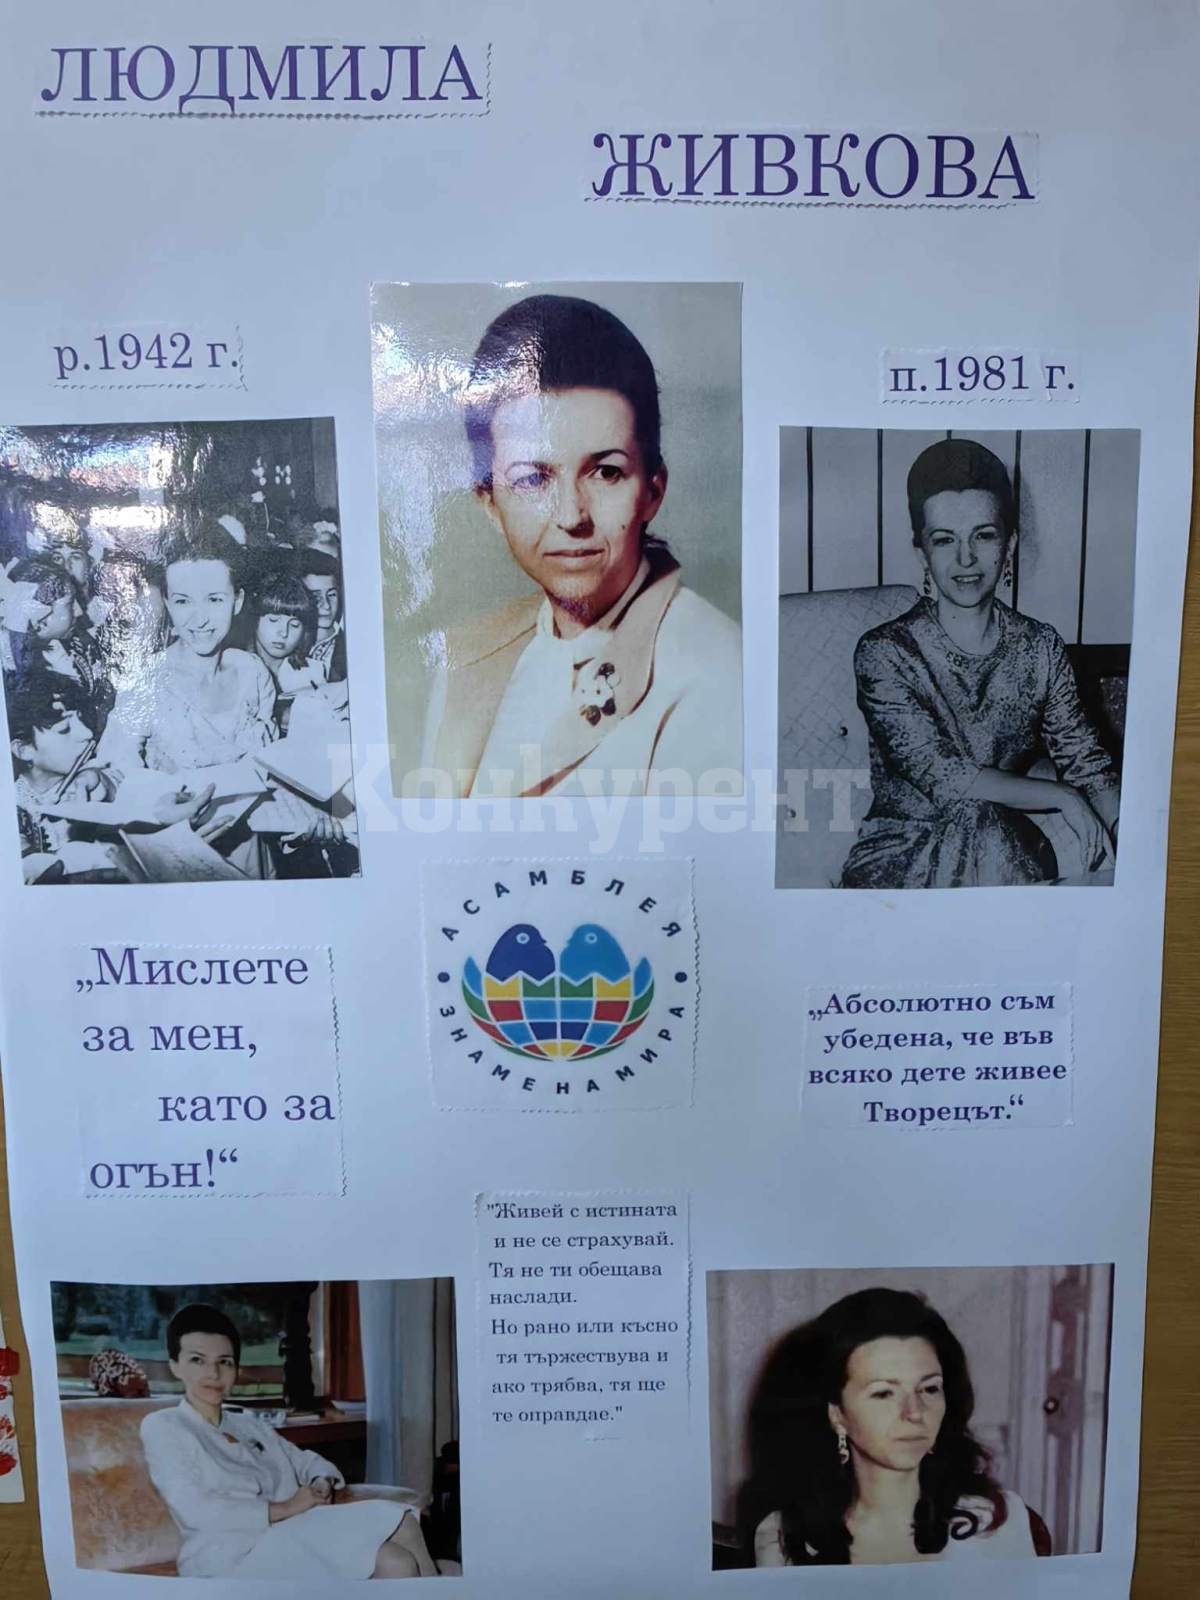 ЛЮДМИЛА
ЖИВКОВА
р.1942 г.
п.1981 г.
Конкурент
АСАМБЛЕЯ
ЗНАМЕНА МИРА
„Мислете
за мен,
като за
огън!“
„Абсолютно съм
убедена, че във
всяко дете живее
Творецът.“
"Живей с истината
и не се страхувай.
Тя не ти обещава
наслади.
Но рано или късно
тя тържествува и
ако трябва, тя ще
те оправдае."